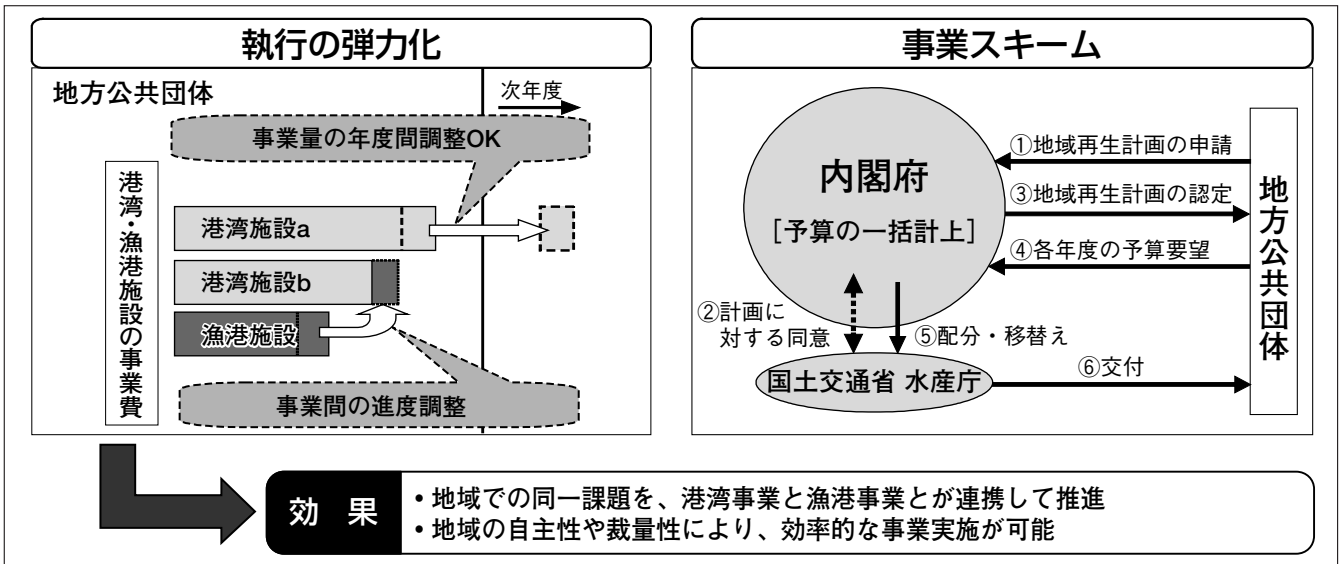 執行の弾力化
地方公共団体
次年度
事業量の年度間調整OK
港湾・漁港施設の事業費
港湾施設a
港湾施設b
漁港施設
事業間の進度調整
事業スキーム
内閣府
［予算の一括計上］
①地域再生計画の申請
③地域再生計画の認定
④各年度の予算要望
地方公共団体
②計画に
対する同意
⑤配分・移替え
国土交通省 水産庁
⑥交付
効 果
・地域での同一課題を、港湾事業と漁港事業とが連携して推進
・地域の自主性や裁量性により、効率的な事業実施が可能